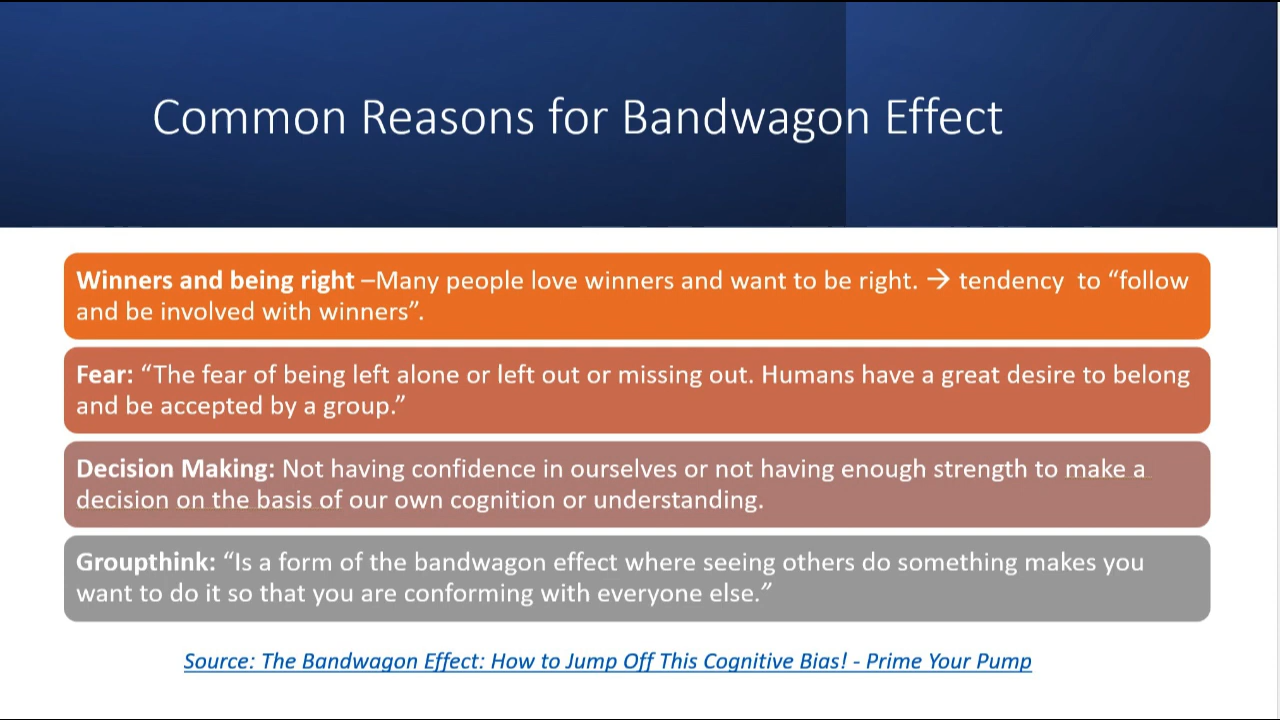 Common Reasons for Bandwagon Effect
Winners and being right –Many people love winners and want to be right. → tendency  to “follow
and be involved with winners”.
Fear: “The fear of being left alone or left out or missing out. Humans have a great desire to belong
and be accepted by a group.”
Decision Making: Not having confidence in ourselves or not having enough strength to make a
decision on the basis of our own cognition or understanding.
Groupthink: “Is a form of the bandwagon effect where seeing others do something makes you
want to do it so that you are conforming with everyone else.”
Source: The Bandwagon Effect: How to Jump Off This Cognitive Bias! - Prime Your Pump